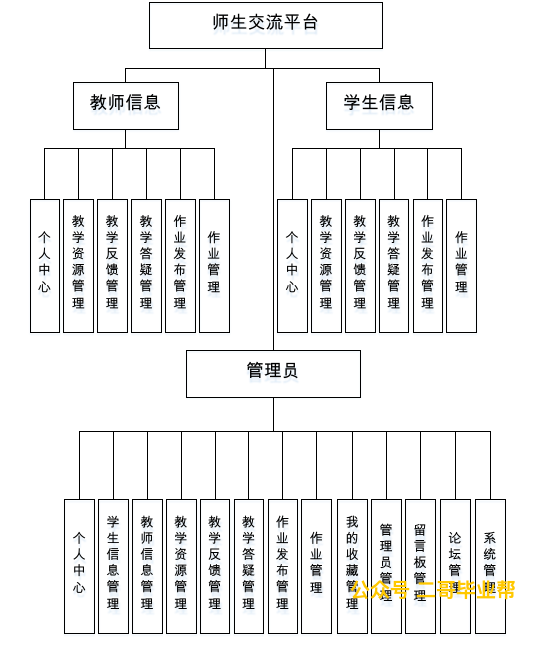 师生交流平台
教师信息
学生信息
个人中心
教学资源管理
教学反馈管理
教学答疑管理
作业发布管理
作业管理
个人中心
教学资源管理
教学反馈管理
教学答疑管理
作业发布管理
作业管理
管理员
个人中心
学生信息管理
教师信息管理
教学资源管理
教学反馈管理
教学答疑管理
作业发布管理
作业管理
我的收藏管理
管理员管理
留言板管理
论坛管理
系统管理
公众号 二哥毕业帮